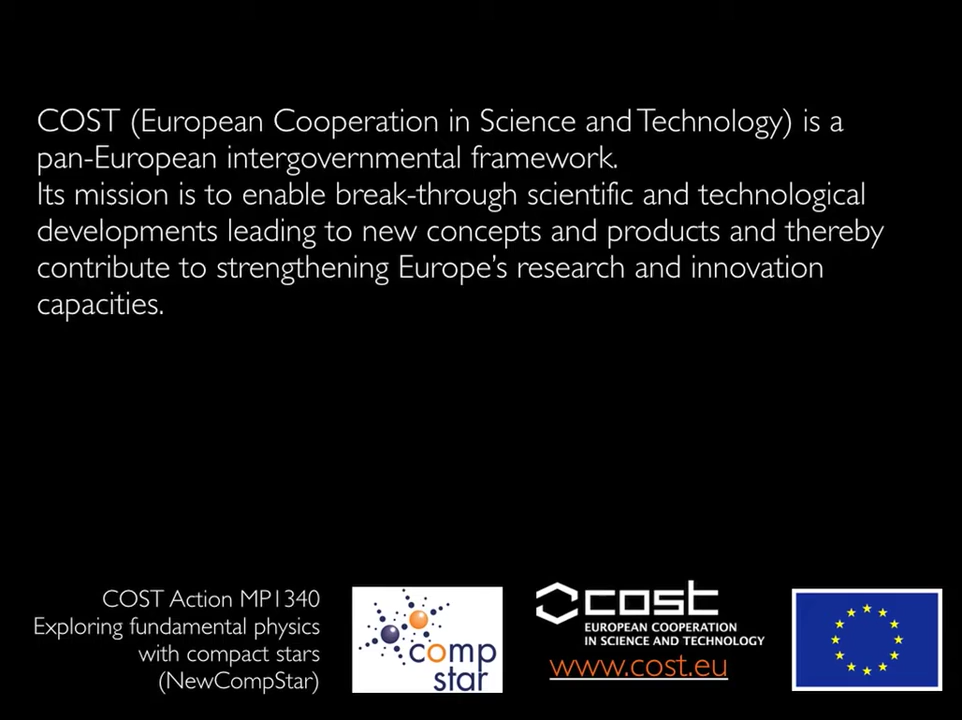 COST (European Cooperation in Science and Technology) is a
pan-European intergovernmental framework.
Its mission is to enable break-through scientific and technological
developments leading to new concepts and products and thereby
contribute to strengthening Europe's research and innovation
capacities.
COST Action MP1340
Exploring fundamental physics
with compact stars
(NewCompStar)
comp
star
cost
EUROPEAN COOPERATION
IN SCIENCE AND TECHNOLOGY
www.cost.eu